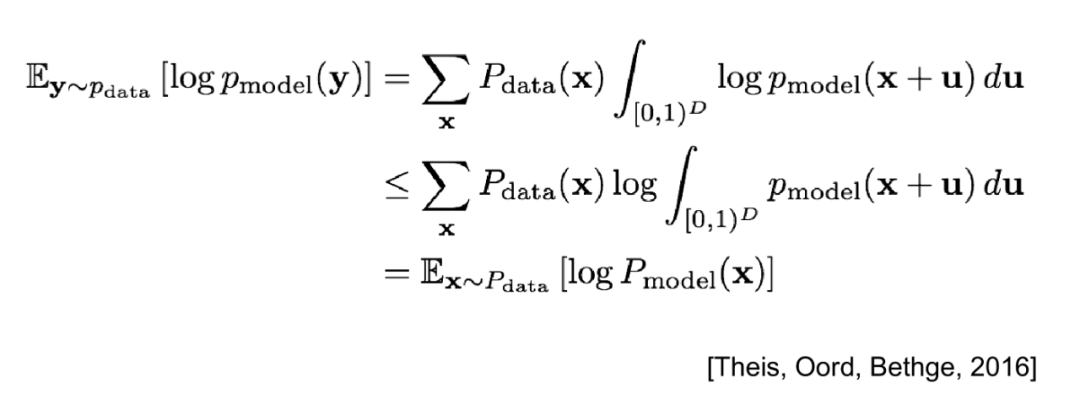 𝔼_{𝐲∼p_data} [log p_model(𝐲)] = ∑_𝐱 P_data(𝐱) ∫_{[0,1)^D} log p_model(𝐱 + 𝐮) d𝐮
≤ ∑_𝐱 P_data(𝐱) log ∫_{[0,1)^D} p_model(𝐱 + 𝐮) d𝐮
= 𝔼_{𝐱∼P_data} [log P_model(𝐱)]
[Theis, Oord, Bethge, 2016]